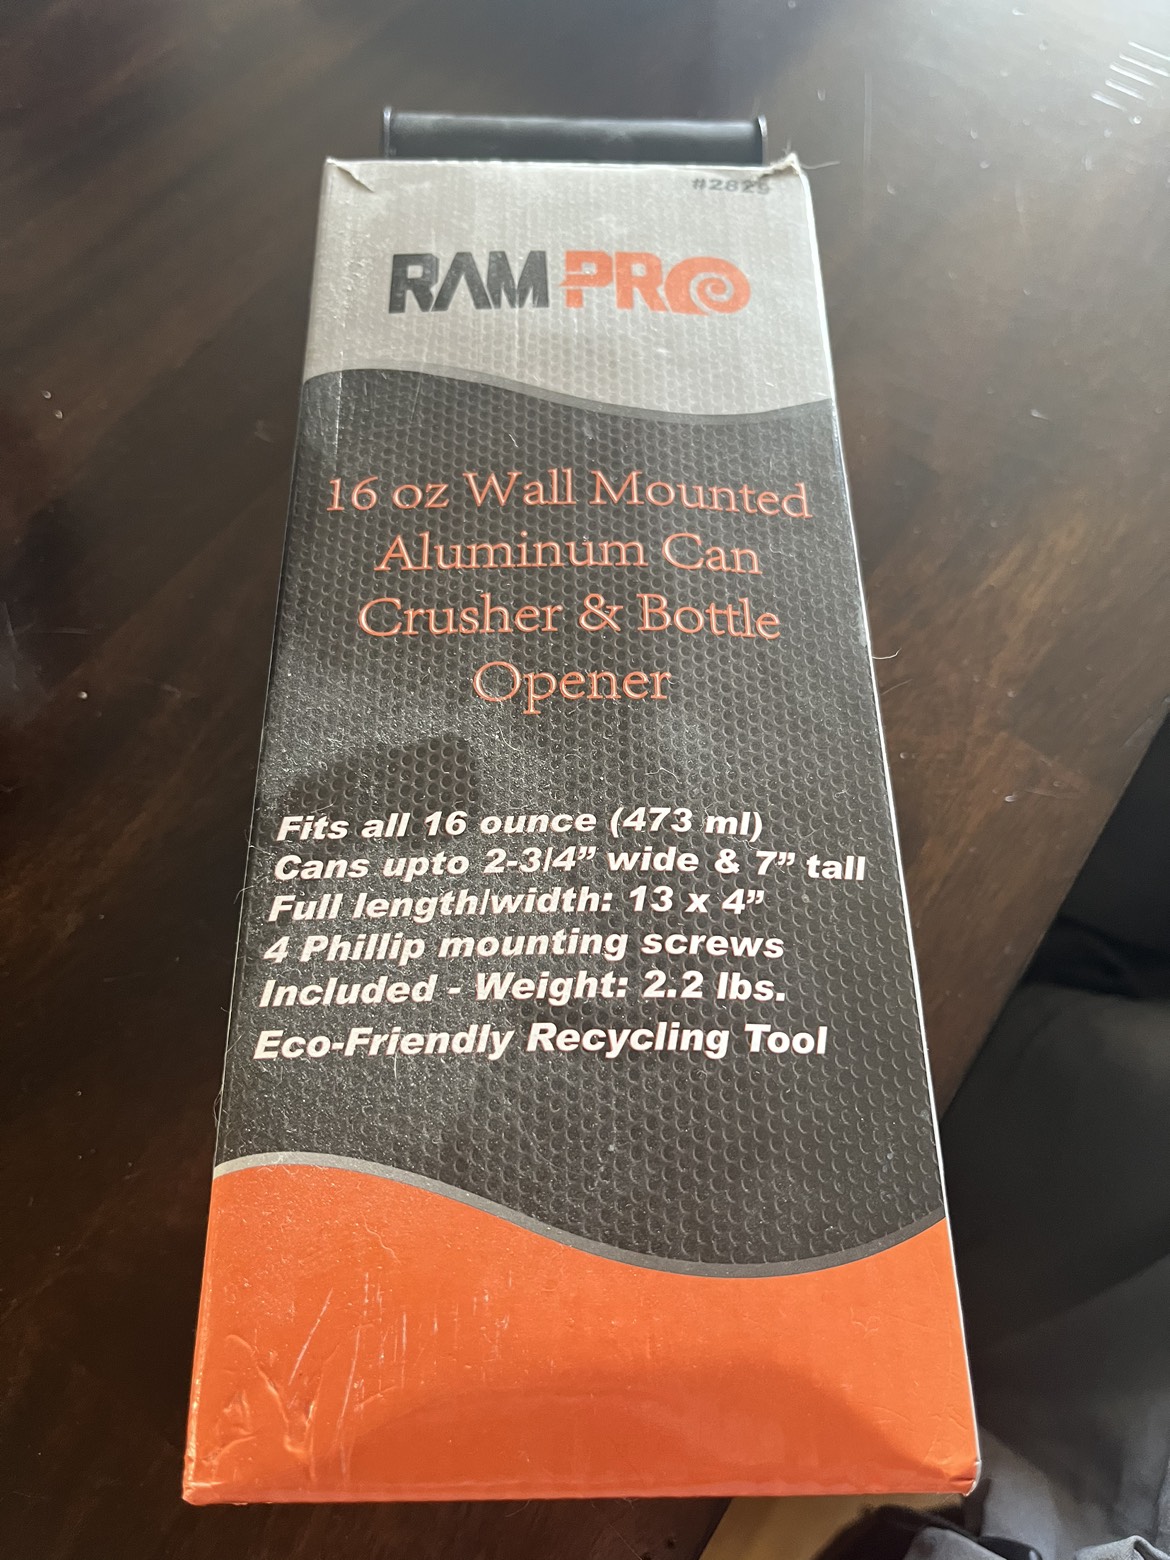 #2825
RAM PRO
16 oz Wall Mounted
Aluminum Can
Crusher & Bottle
Opener
Fits all 16 ounce (473 ml)
Cans upto 2-3/4” wide & 7” tall
Full length/width: 13 x 4”
4 Phillip mounting screws
Included - Weight: 2.2 lbs.
Eco-Friendly Recycling Tool